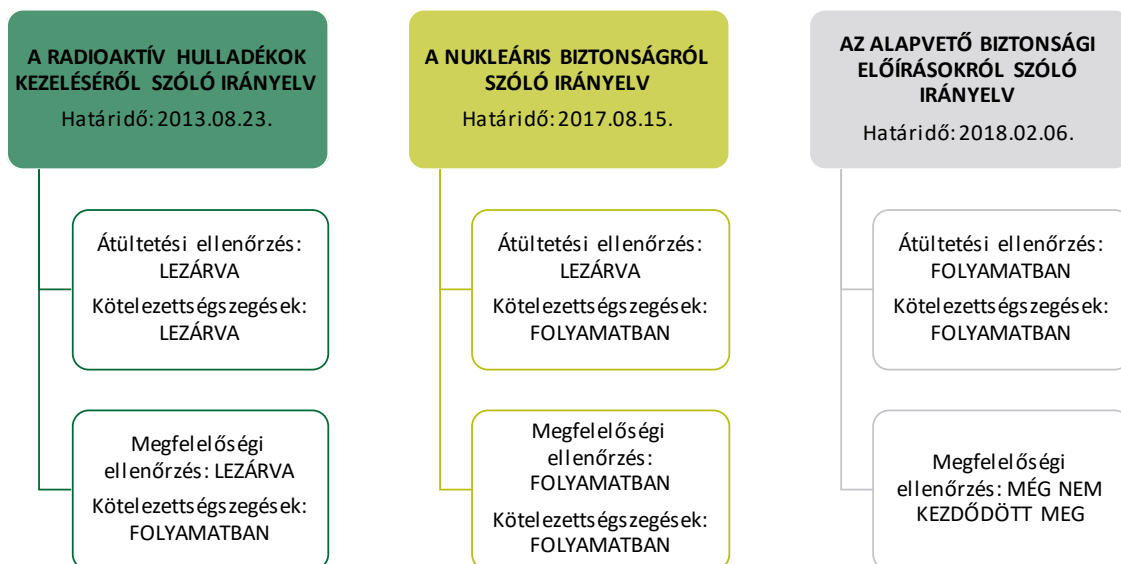 A RADIOAKTÍV HULLADÉKOK
KEZELÉSÉRŐL SZÓLÓ IRÁNYELV
Határidő: 2013.08.23.
Átültetési ellenőrzés:
LEZÁRVA
Kötelezettségszegések:
LEZÁRVA
Megfelelőségi
ellenőrzés: LEZÁRVA
Kötelezettségszegések:
FOLYAMATBAN
A NUKLEÁRIS BIZTONSÁGRÓL
SZÓLÓ IRÁNYELV
Határidő: 2017.08.15.
Átültetési ellenőrzés:
LEZÁRVA
Kötelezettségszegések:
FOLYAMATBAN
Megfelelőségi
ellenőrzés:
FOLYAMATBAN
Kötelezettségszegések:
FOLYAMATBAN
AZ ALAPVETŐ BIZTONSÁGI
ELŐÍRÁSOKRÓL SZÓLÓ
IRÁNYELV
Határidő: 2018.02.06.
Átültetési ellenőrzés:
FOLYAMATBAN
Kötelezettségszegések:
FOLYAMATBAN
Megfelelőségi
ellenőrzés: MÉG NEM
KEZDŐDÖTT MEG